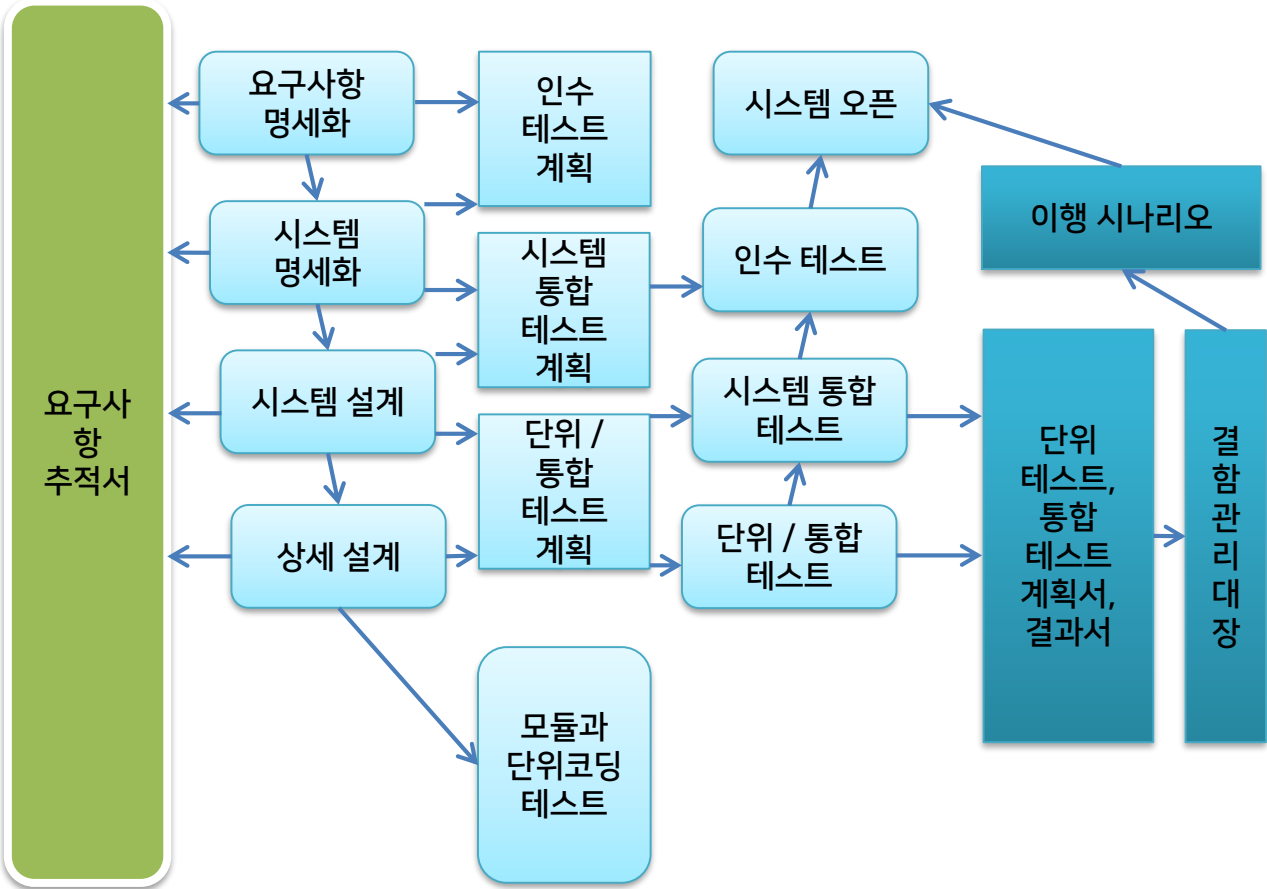 요구사
항
추적서
요구사항
명세화
시스템
명세화
시스템 설계
상세 설계
인수
테스트
계획
시스템
통합
테스트
계획
단위 /
통합
테스트
계획
모듈과
단위코딩
테스트
시스템 오픈
인수 테스트
시스템 통합
테스트
단위 / 통합
테스트
이행 시나리오
단위
테스트,
통합
테스트
계획서,
결과서
결
함
관
리
대
장